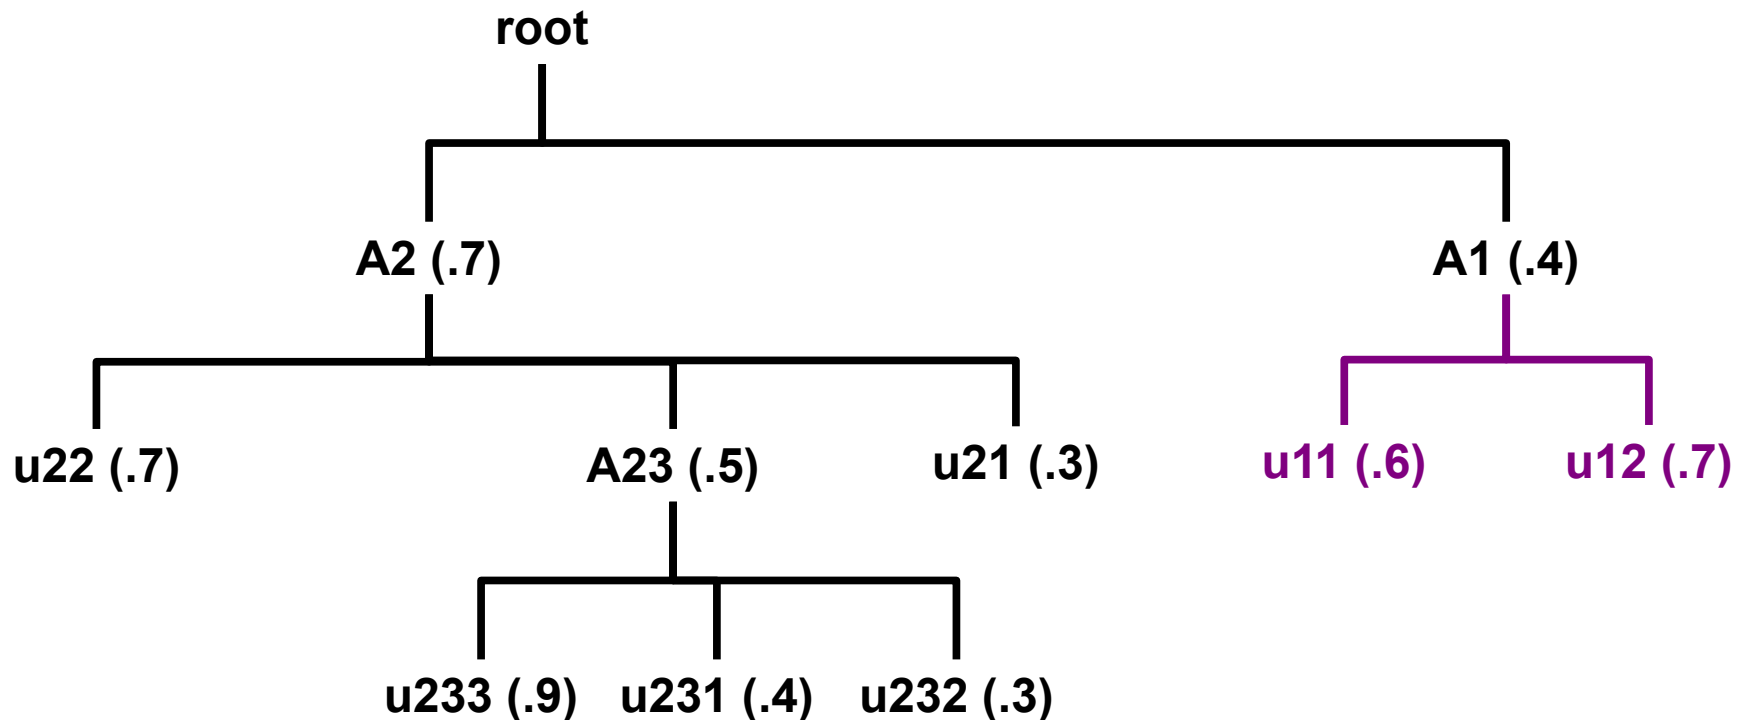 root
A2 (.7)
A1 (.4)
u22 (.7)
A23 (.5)
u21 (.3)
u11 (.6)
u12 (.7)
u233 (.9)
u231 (.4)
u232 (.3)